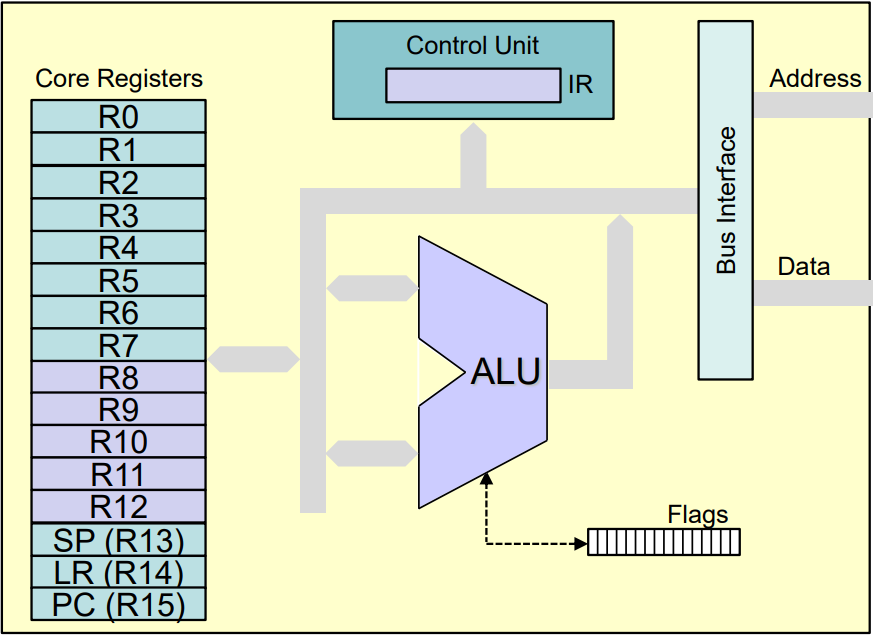 Core Registers
R0
R1
R2
R3
R4
R5
R6
R7
R8
R9
R10
R11
R12
SP (R13)
LR (R14)
PC (R15)
Control Unit
IR
ALU
Flags
Bus Interface
Address
Data